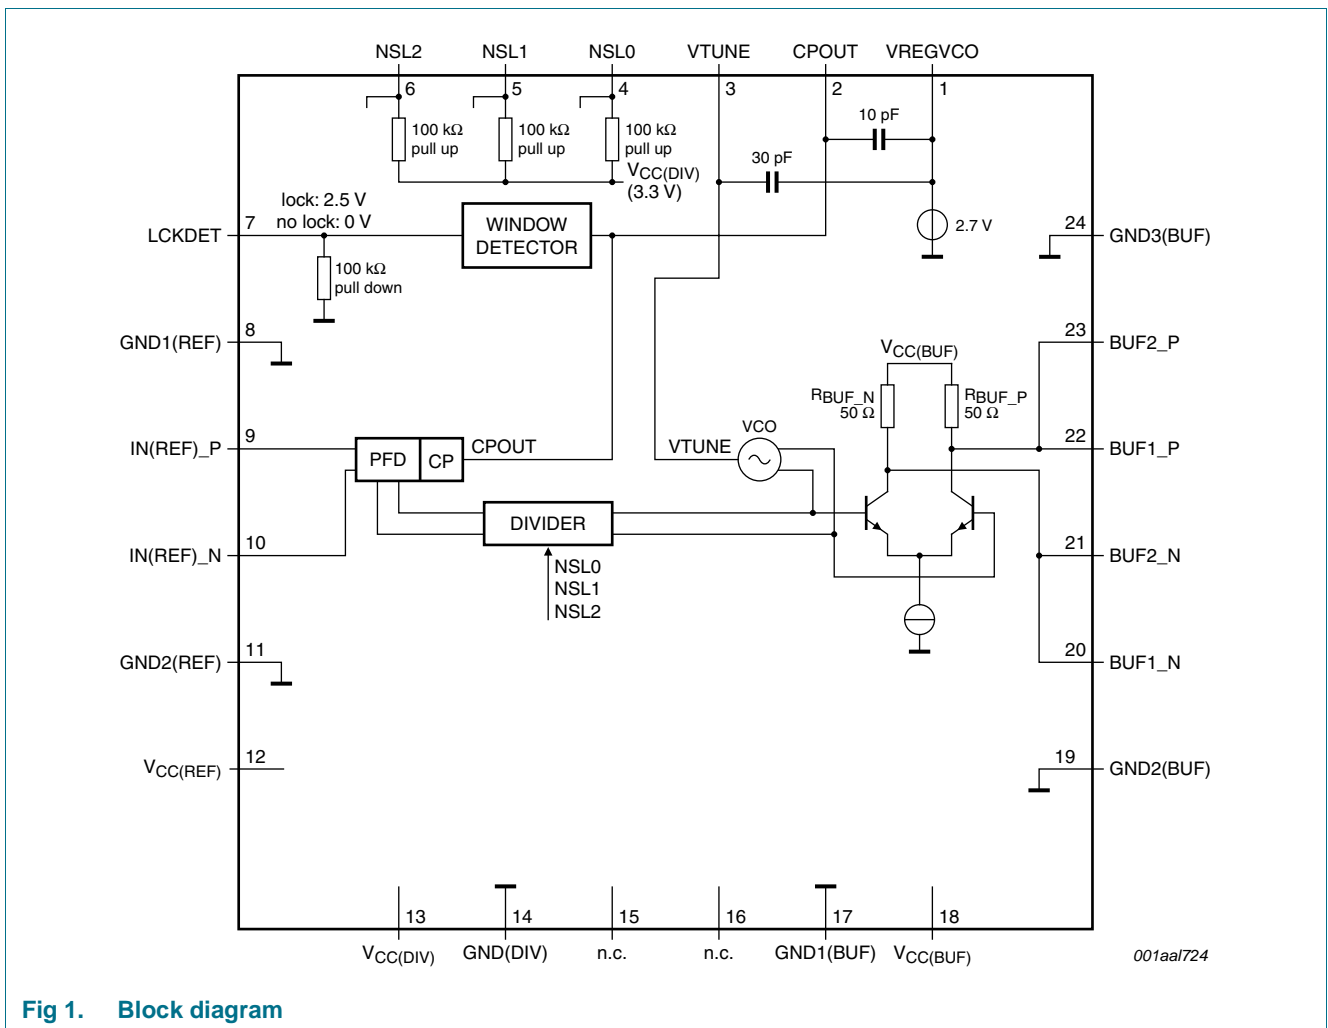 NSL2 NSL1 NSL0 VTUNE CPOUT VREGVCO
6 5 4 3 2 1
100 kΩ
pull up
100 kΩ
pull up
100 kΩ
pull up
VCC(DIV)
(3.3 V)
10 pF
30 pF
2.7 V
lock: 2.5 V
no lock: 0 V
LCKDET 7
100 kΩ
pull down
WINDOW
DETECTOR
24 GND3(BUF)
GND1(REF) 8
23 BUF2_P
VCC(BUF)
RBUF_N
50 Ω
RBUF_P
50 Ω
IN(REF)_P 9
PFD CP CPOUT
VTUNE VCO
22 BUF1_P
DIVIDER
NSL0
NSL1
NSL2
IN(REF)_N 10
21 BUF2_N
GND2(REF) 11
20 BUF1_N
VCC(REF) 12
19 GND2(BUF)
13 14 15 16 17 18
VCC(DIV) GND(DIV) n.c. n.c. GND1(BUF) VCC(BUF)
001aal724
Fig 1. Block diagram